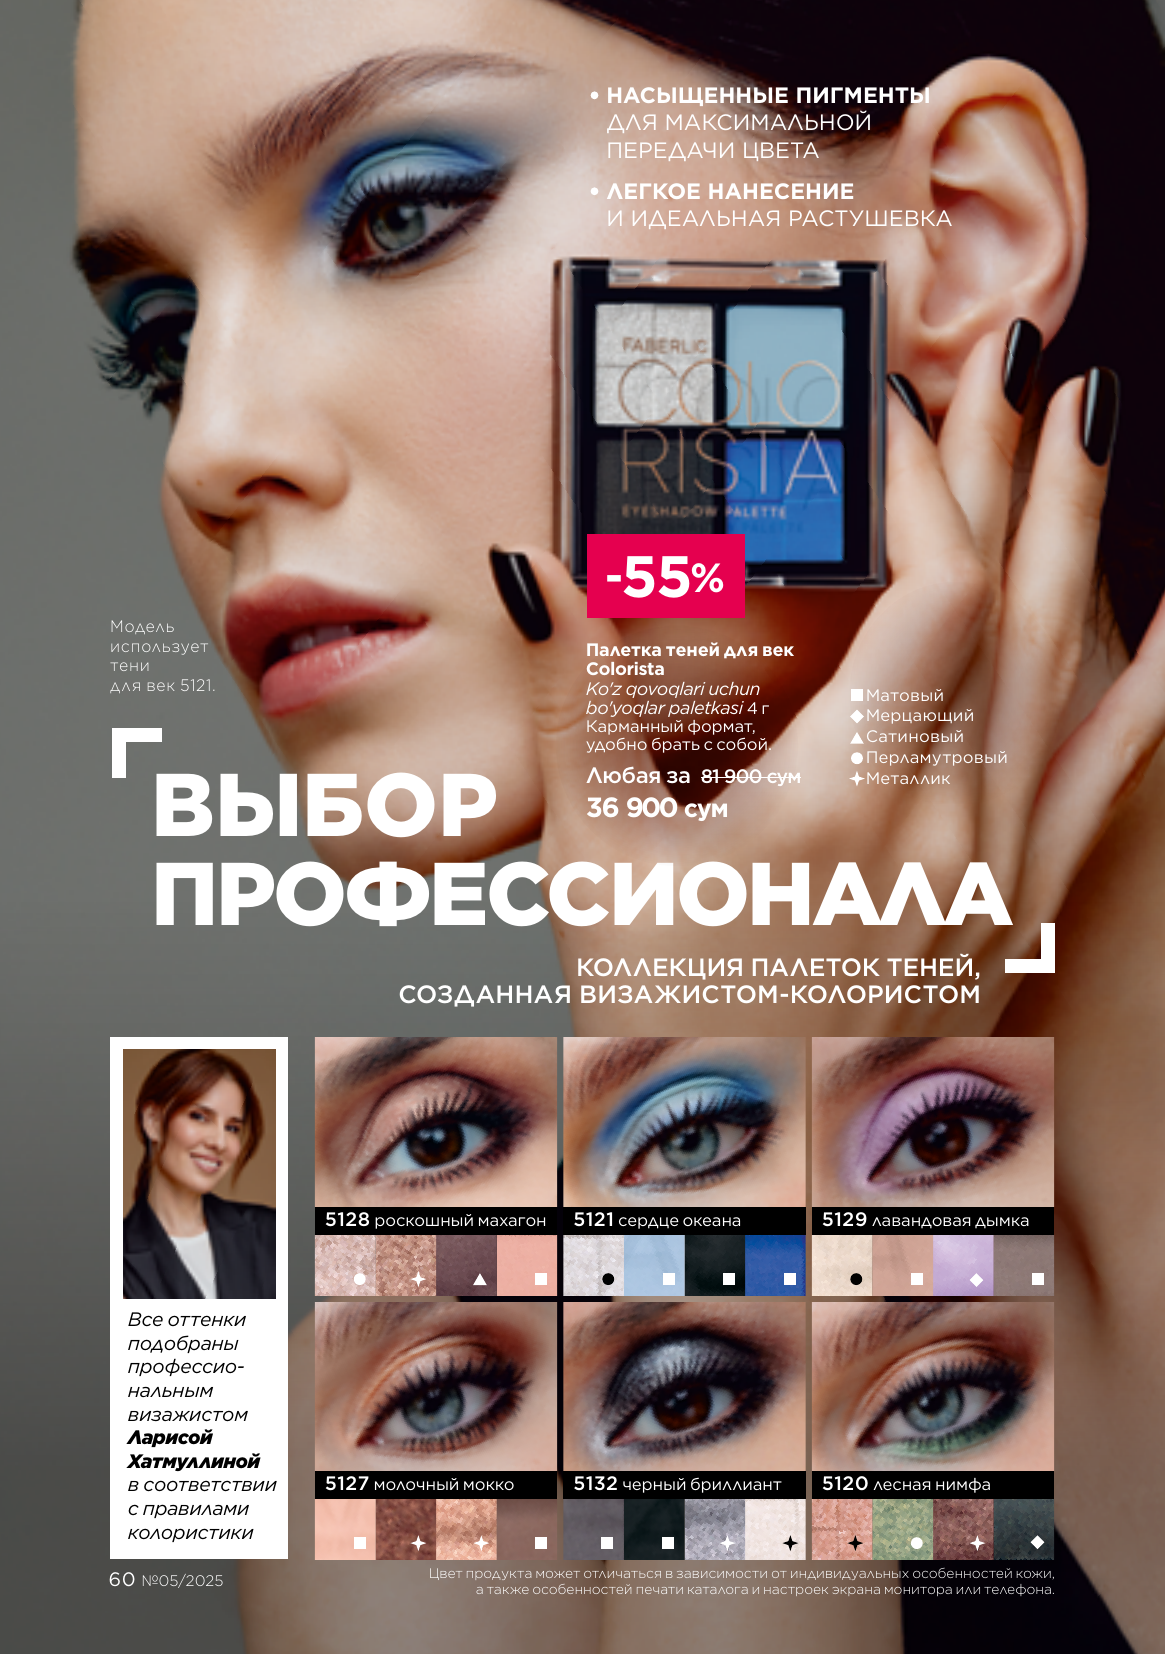 • НАСЫЩЕННЫЕ ПИГМЕНТЫ
ДЛЯ МАКСИМАЛЬНОЙ
ПЕРЕДАЧИ ЦВЕТА
• ЛЕГКОЕ НАНЕСЕНИЕ
И ИДЕАЛЬНАЯ РАСТУШЕВКА
FABERLIC
COLO
RISTA
EYESHADOW PALETTE
-55%
Модель
использует
тени
для век 5121.
Палетка теней для век
Colorista
Ko'z qovoqlari uchun
bo'yoqlar paletkasi 4 г
Карманный формат,
удобно брать с собой.
Любая за 81 900 сум
36 900 сум
Матовый
Мерцающий
Сатиновый
Перламутровый
Металлик
ВЫБОР
ПРОФЕССИОНАЛА
КОЛЛЕКЦИЯ ПАЛЕТОК ТЕНЕЙ,
СОЗДАННАЯ ВИЗАЖИСТОМ-КОЛОРИСТОМ
5128 роскошный махагон
5121 сердце океана
5129 лавандовая дымка
5127 молочный мокко
5132 черный бриллиант
5120 лесная нимфа
Все оттенки
подобраны
профессио-
нальным
визажистом
Ларисой
Хатмуллиной
в соответствии
с правилами
колористики
Цвет продукта может отличаться в зависимости от индивидуальных особенностей кожи,
а также особенностей печати каталога и настроек экрана монитора или телефона.
60 №05/2025